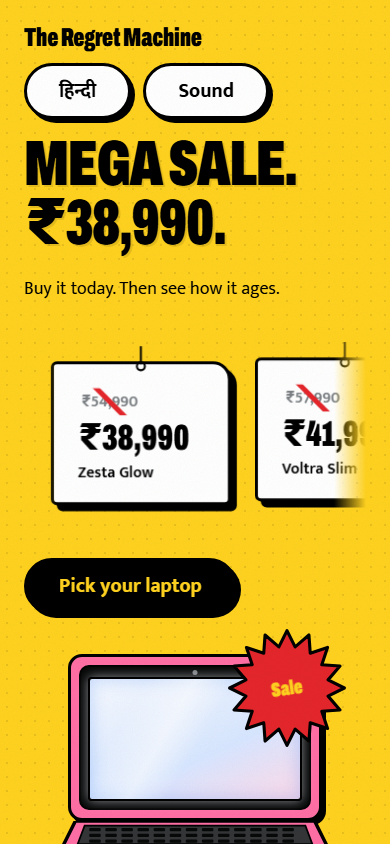 The Regret Machine
हिन्दी
Sound
MEGA SALE.
₹38,990.
Buy it today. Then see how it ages.
₹54,990
₹38,990
Zesta Glow
₹57,990
Voltra Slim
Pick your laptop
Sale